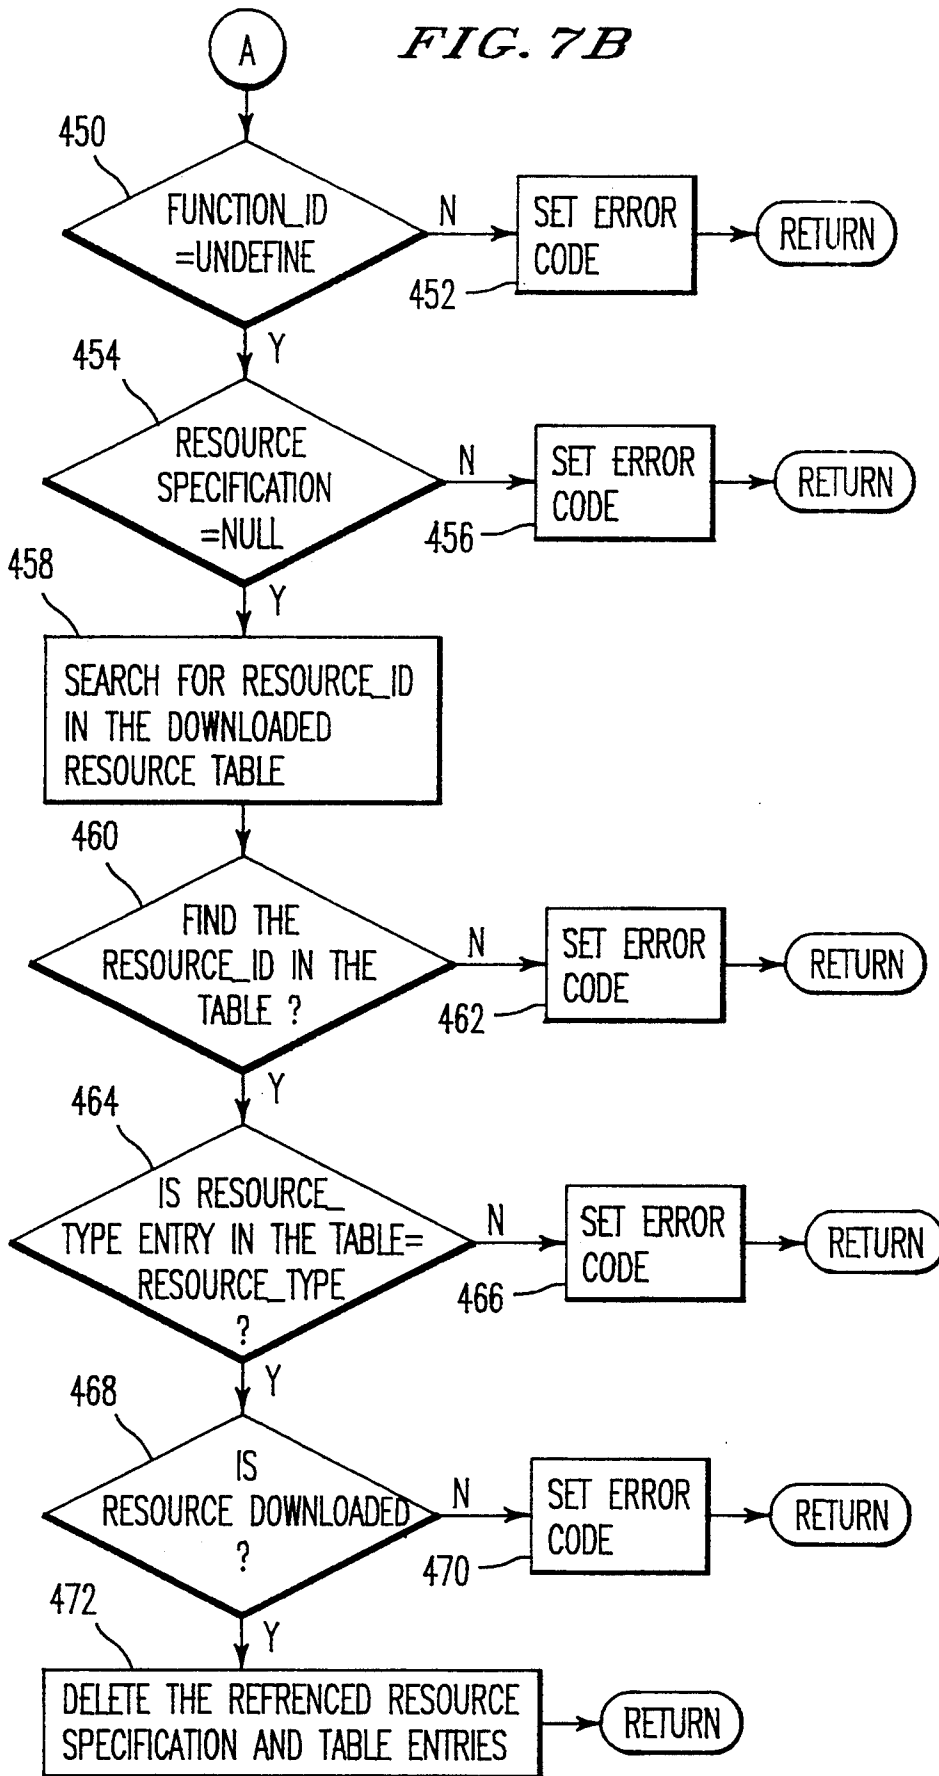 A
FIG. 7B
450
FUNCTION_ID
=UNDEFINE
N
SET ERROR
CODE
RETURN
452
Y
454
RESOURCE
SPECIFICATION
=NULL
N
SET ERROR
CODE
RETURN
456
458
Y
SEARCH FOR RESOURCE_ID
IN THE DOWNLOADED
RESOURCE TABLE
460
FIND THE
RESOURCE_ID IN THE
TABLE ?
N
SET ERROR
CODE
RETURN
462
Y
464
IS RESOURCE_
TYPE ENTRY IN THE TABLE=
RESOURCE_TYPE
?
N
SET ERROR
CODE
RETURN
466
Y
468
IS
RESOURCE DOWNLOADED
?
N
SET ERROR
CODE
RETURN
470
472
Y
DELETE THE REFRENCED RESOURCE
SPECIFICATION AND TABLE ENTRIES
RETURN